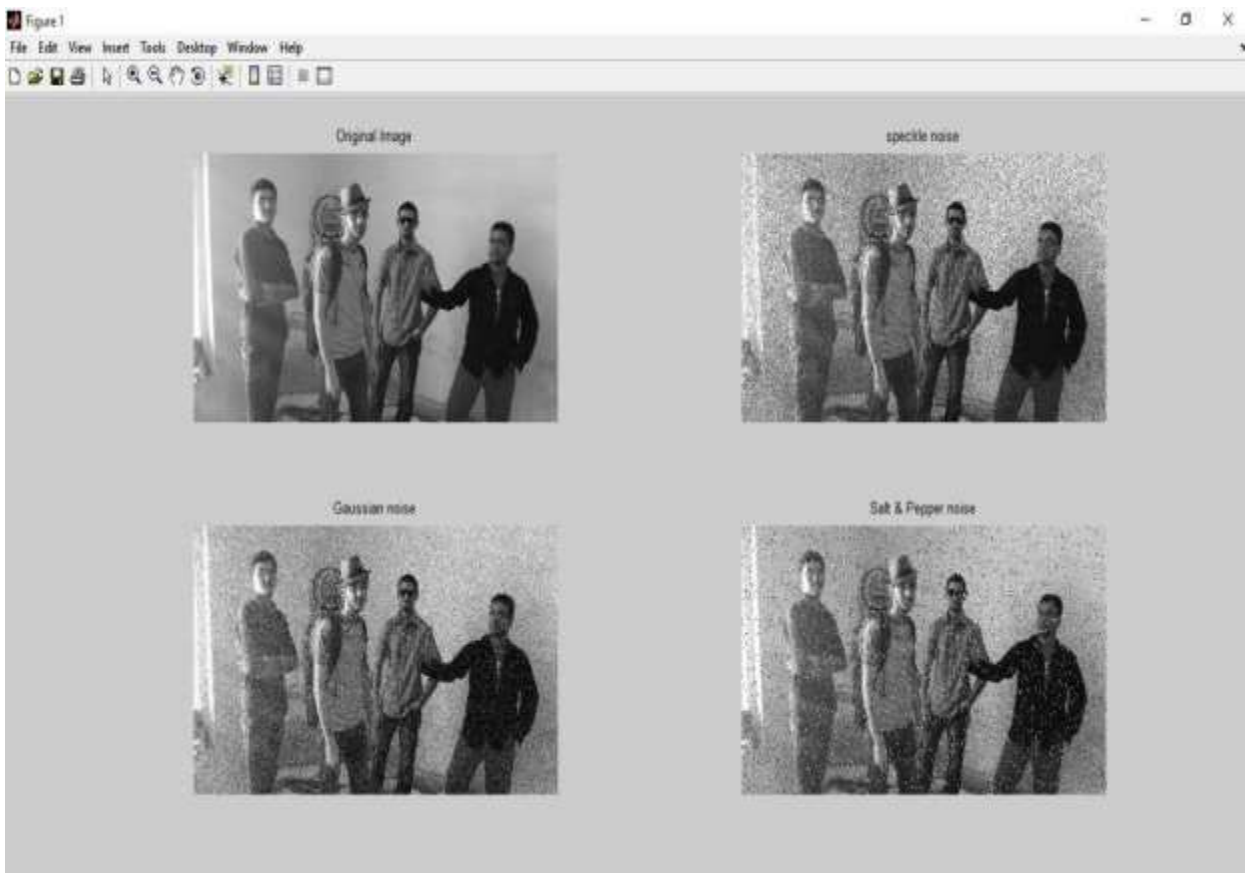 Figure 1
File Edit View Insert Tools Desktop Window Help
Original Image
speckle noise
Gaussian noise
Salt & Pepper noise